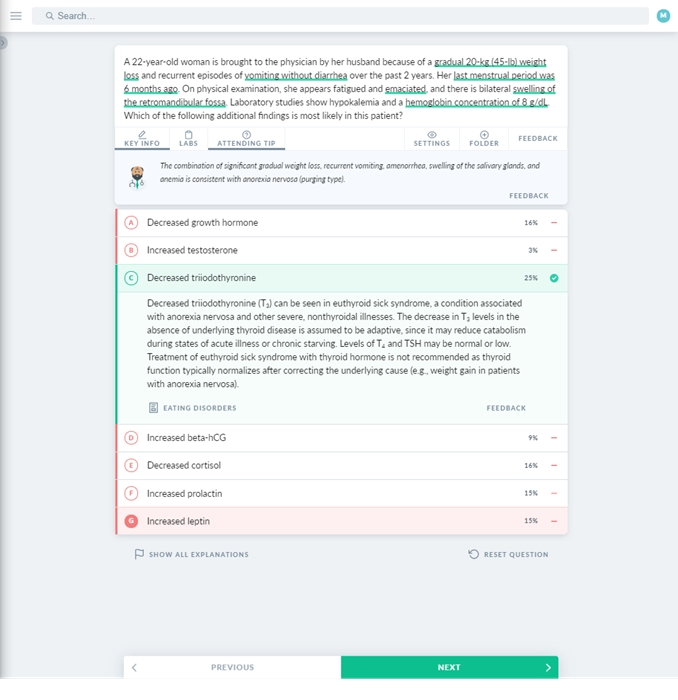 Search...
M
A 22-year-old woman is brought to the physician by her husband because of a gradual 20-kg (45-lb) weight
loss and recurrent episodes of vomiting without diarrhea over the past 2 years. Her last menstrual period was
6 months ago. On physical examination, she appears fatigued and emaciated, and there is bilateral swelling of
the retromandibular fossa. Laboratory studies show hypokalemia and a hemoglobin concentration of 8 g/dL.
Which of the following additional findings is most likely in this patient?
KEY INFO LABS ATTENDING TIP SETTINGS FOLDER FEEDBACK
The combination of significant gradual weight loss, recurrent vomiting, amenorrhea, swelling of the salivary glands, and
anemia is consistent with anorexia nervosa (purging type).
FEEDBACK
A Decreased growth hormone 16%
B Increased testosterone 3%
C Decreased triiodothyronine 25%
Decreased triiodothyronine (T3) can be seen in euthyroid sick syndrome, a condition associated
with anorexia nervosa and other severe, nonthyroidal illnesses. The decrease in T3 levels in the
absence of underlying thyroid disease is assumed to be adaptive, since it may reduce catabolism
during states of acute illness or chronic starving. Levels of T4 and TSH may be normal or low.
Treatment of euthyroid sick syndrome with thyroid hormone is not recommended as thyroid
function typically normalizes after correcting the underlying cause (e.g., weight gain in patients
with anorexia nervosa).
EATING DISORDERS FEEDBACK
D Increased beta-hCG 9%
E Decreased cortisol 16%
F Increased prolactin 15%
G Increased leptin 15%
SHOW ALL EXPLANATIONS RESET QUESTION
PREVIOUS NEXT